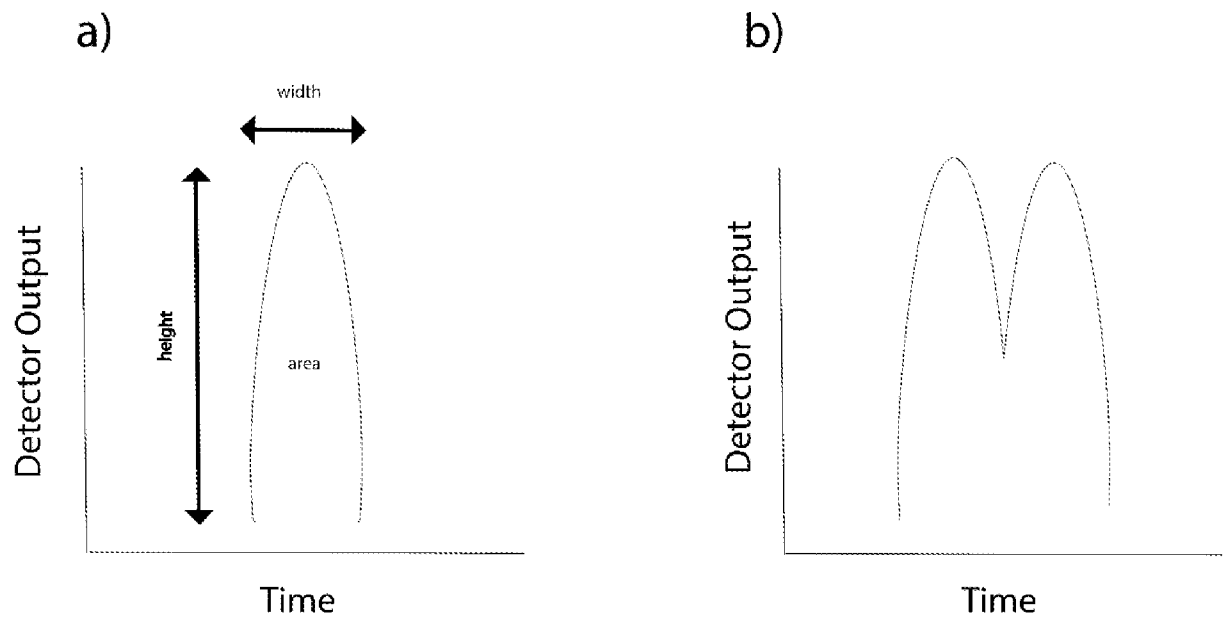 a)
width
height
area
Detector Output
Time
b)
Detector Output
Time